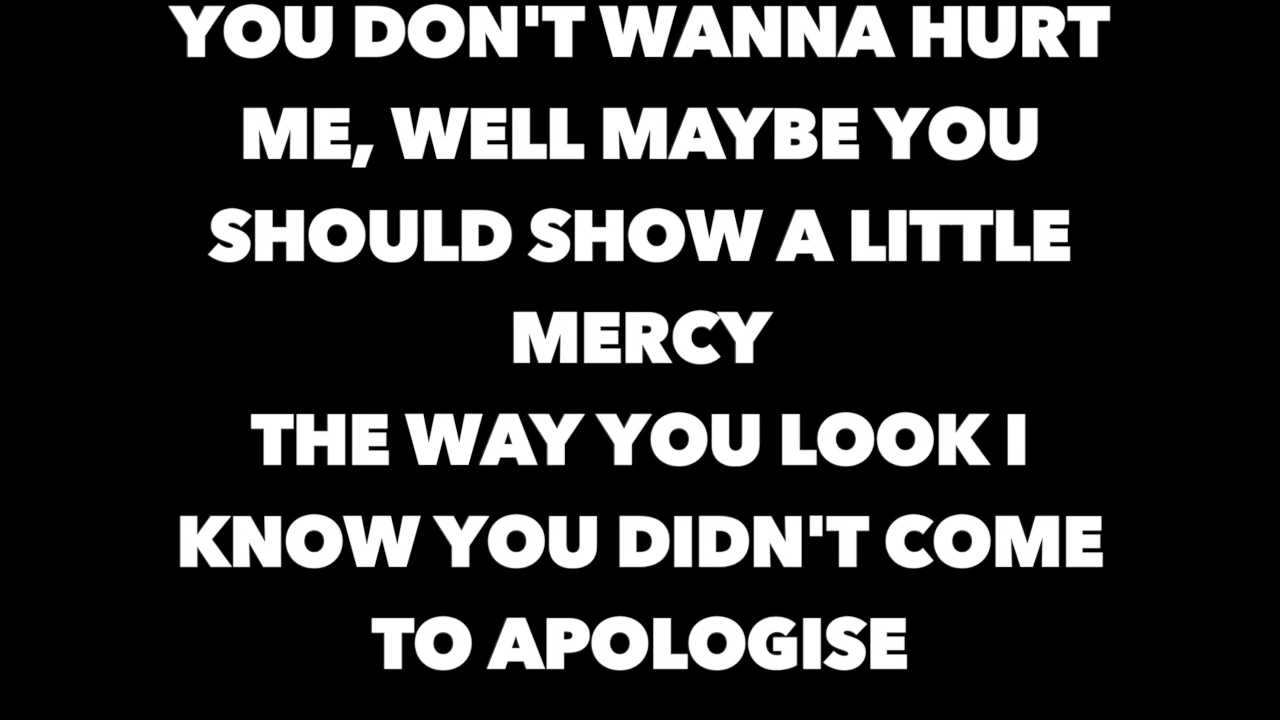 YOU DON'T WANNA HURT
ME, WELL MAYBE YOU
SHOULD SHOW A LITTLE
MERCY
THE WAY YOU LOOK I
KNOW YOU DIDN'T COME
TO APOLOGISE